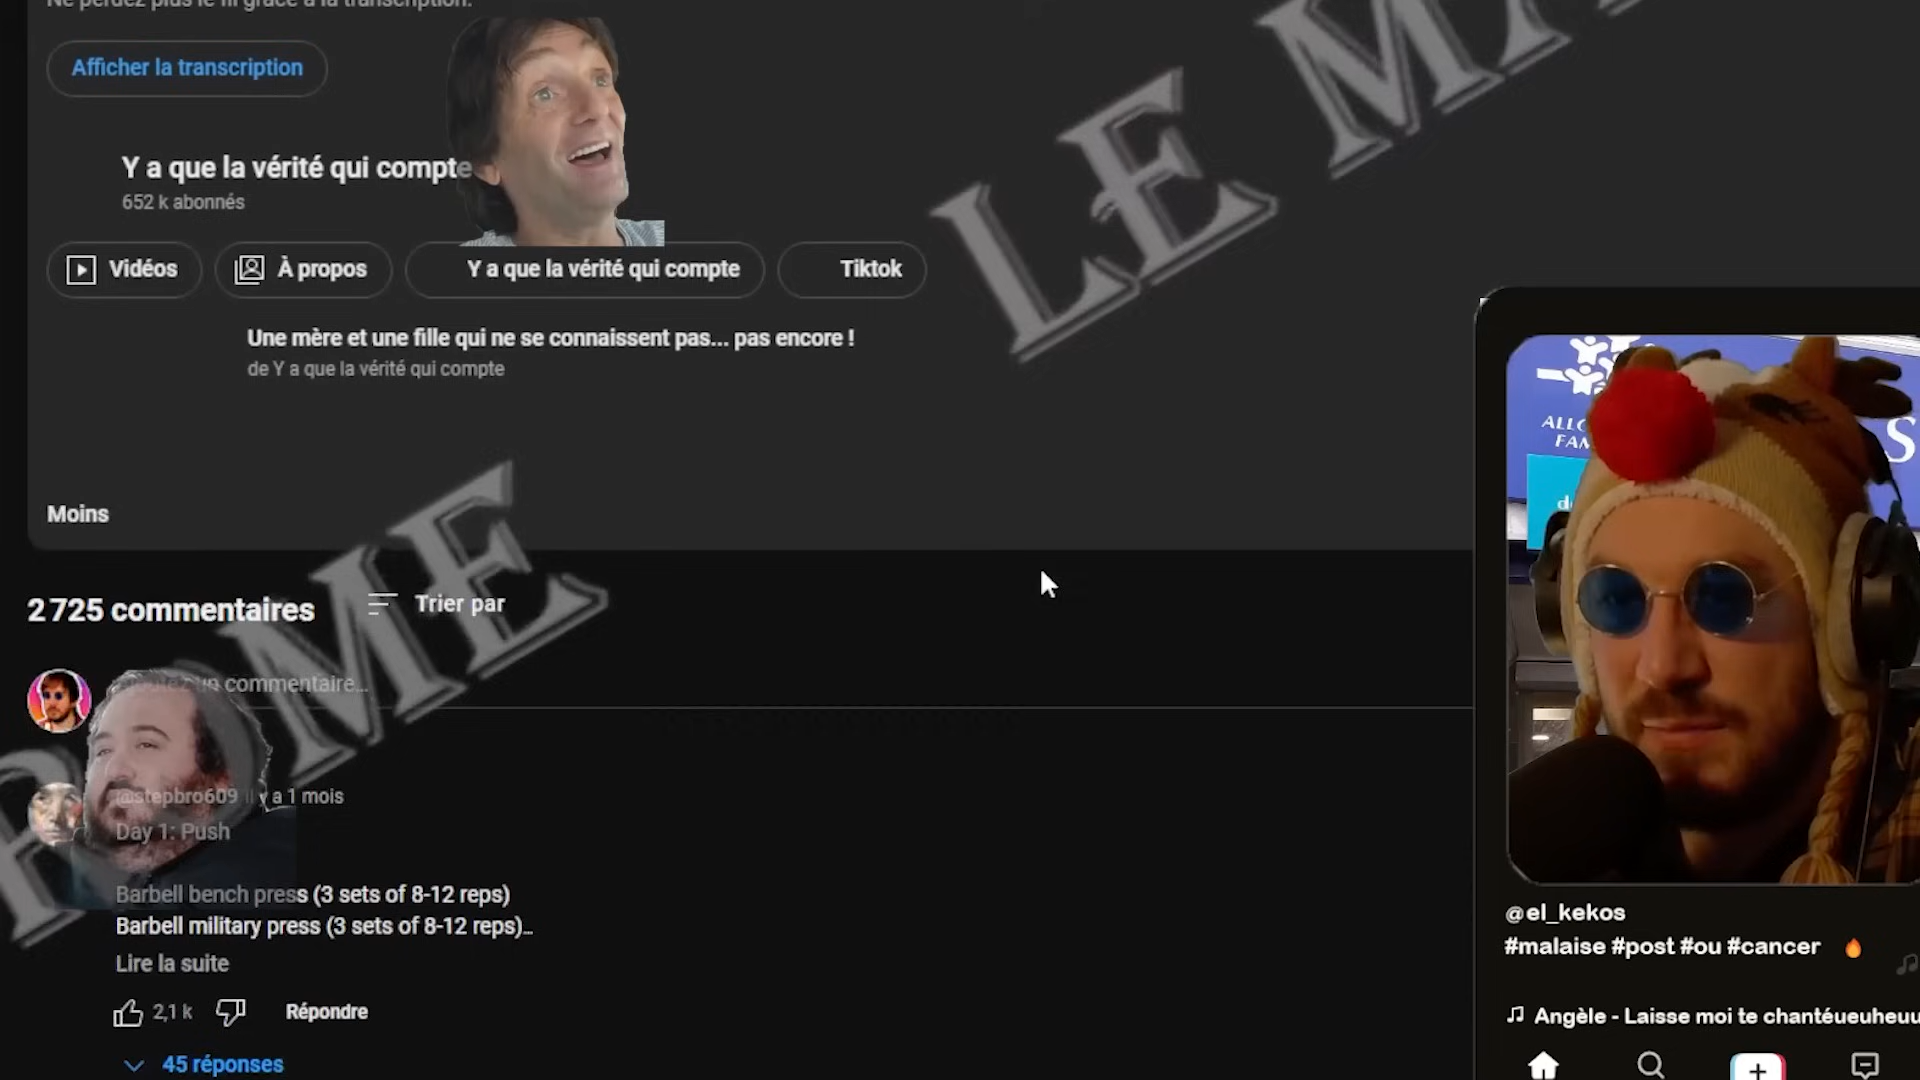 Ne perdez plus le fil grâce à la transcription.
Afficher la transcription
Y a que la vérité qui compte
652 k abonnés
Vidéos
À propos
Y a que la vérité qui compte
Tiktok
Une mère et une fille qui ne se connaissent pas... pas encore !
de Y a que la vérité qui compte
Moins
LE
2 725 commentaires
Trier par
un commentaire...
@stepbro609 il y a 1 mois
Day 1: Push
Barbell bench press (3 sets of 8-12 reps)
Barbell military press (3 sets of 8-12 reps)...
Lire la suite
2,1 k
Répondre
45 réponses
@el_kekos
#malaise #post #ou #cancer
Angèle - Laisse moi te chantéueuheuu